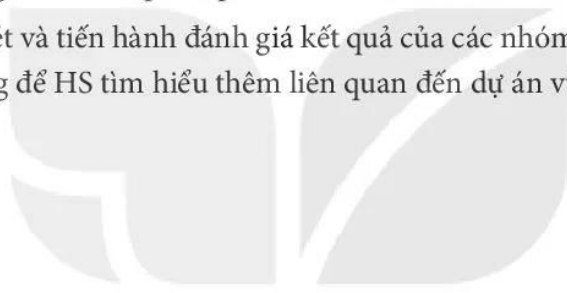 và tiến hành đánh giá kết quả của các nhóm
để HS tìm hiểu thêm liên quan đến dự án